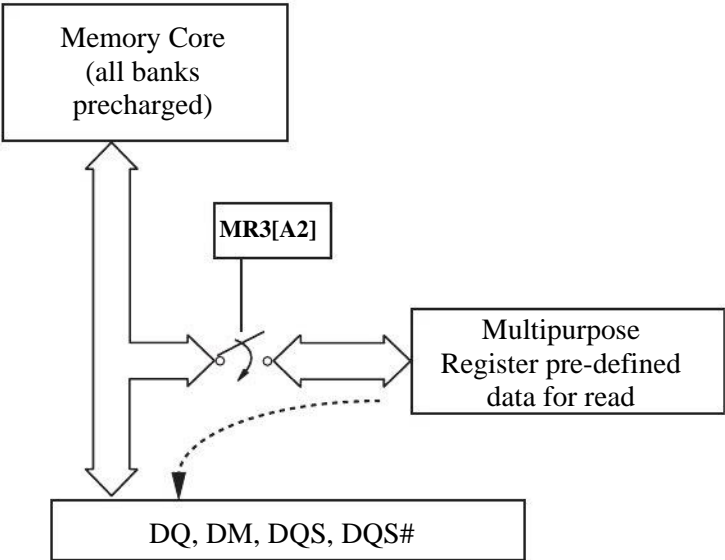 Memory Core
(all banks
precharged)
MR3[A2]
Multipurpose
Register pre-defined
data for read
DQ, DM, DQS, DQS#